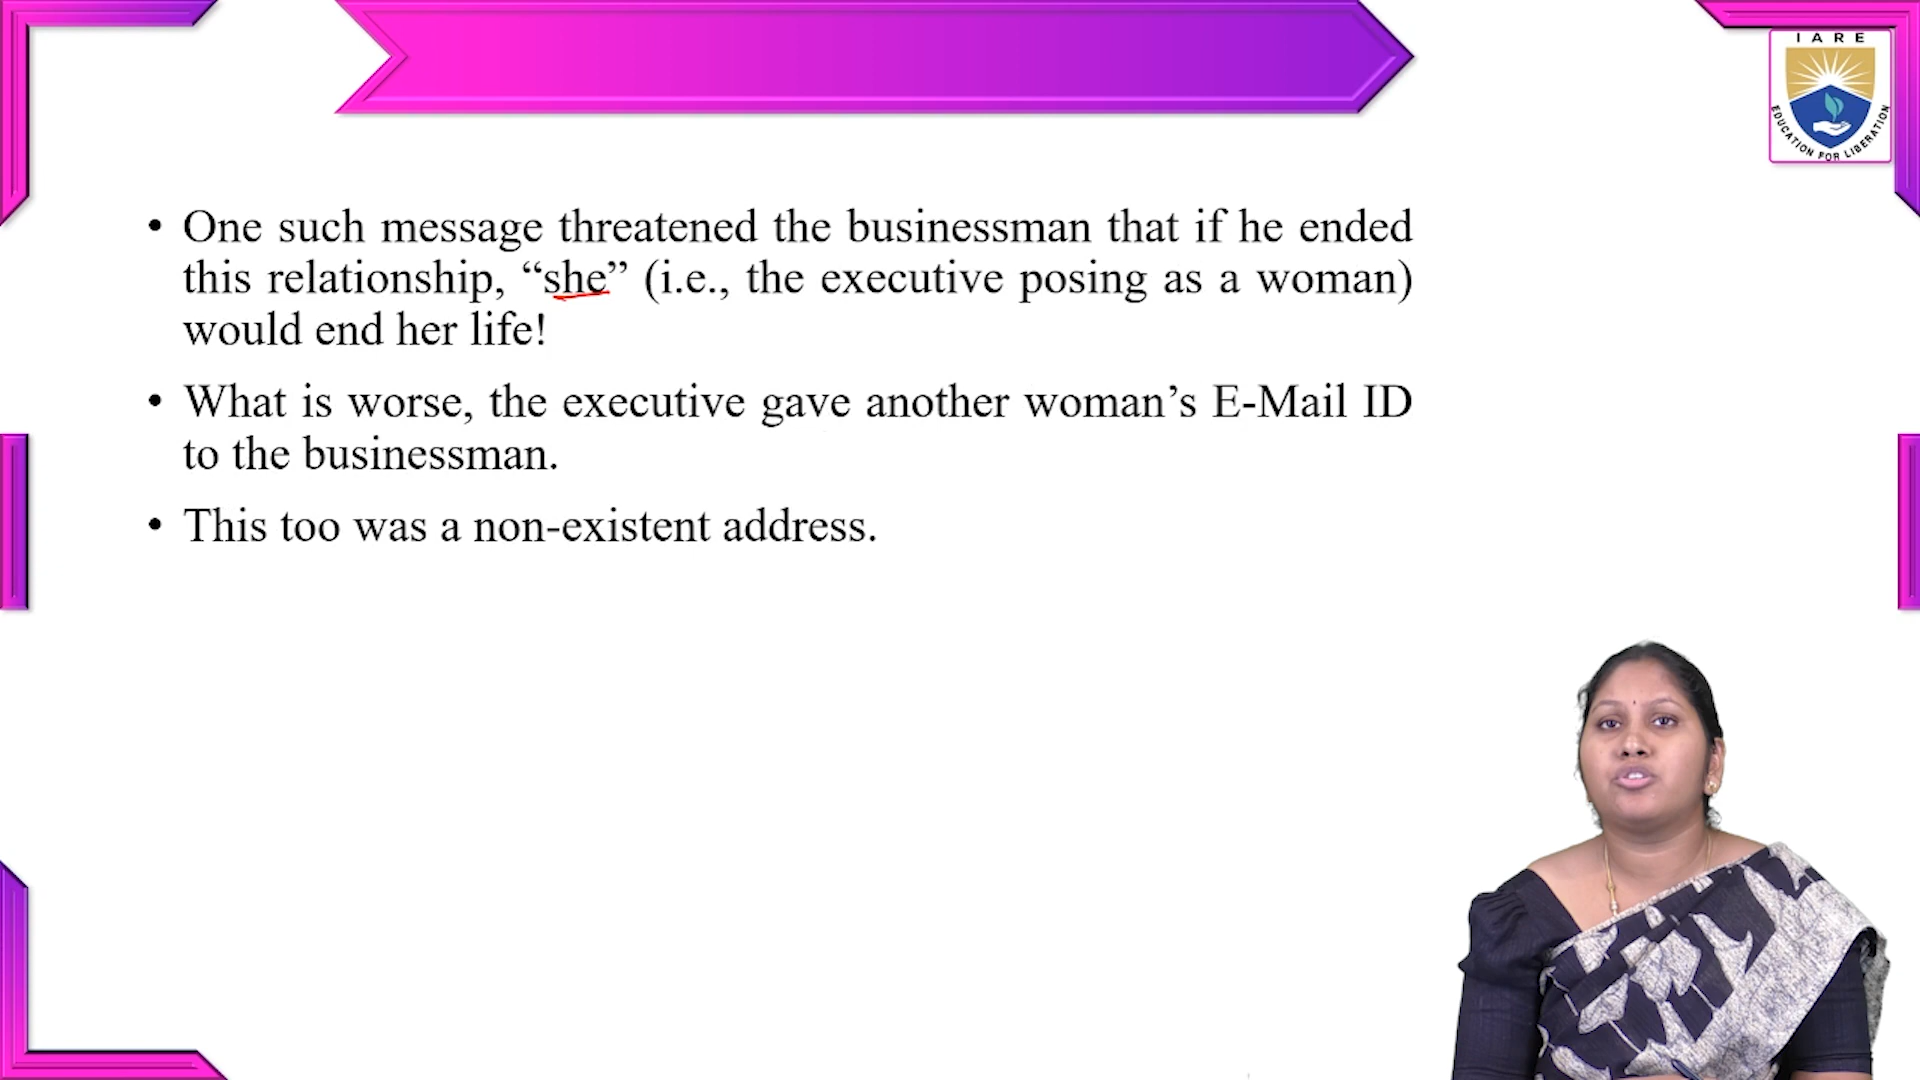 IARE
EDUCATION FOR LIBERATION
• One such message threatened the businessman that if he ended
this relationship, “she” (i.e., the executive posing as a woman)
would end her life!
• What is worse, the executive gave another woman’s E-Mail ID
to the businessman.
• This too was a non-existent address.